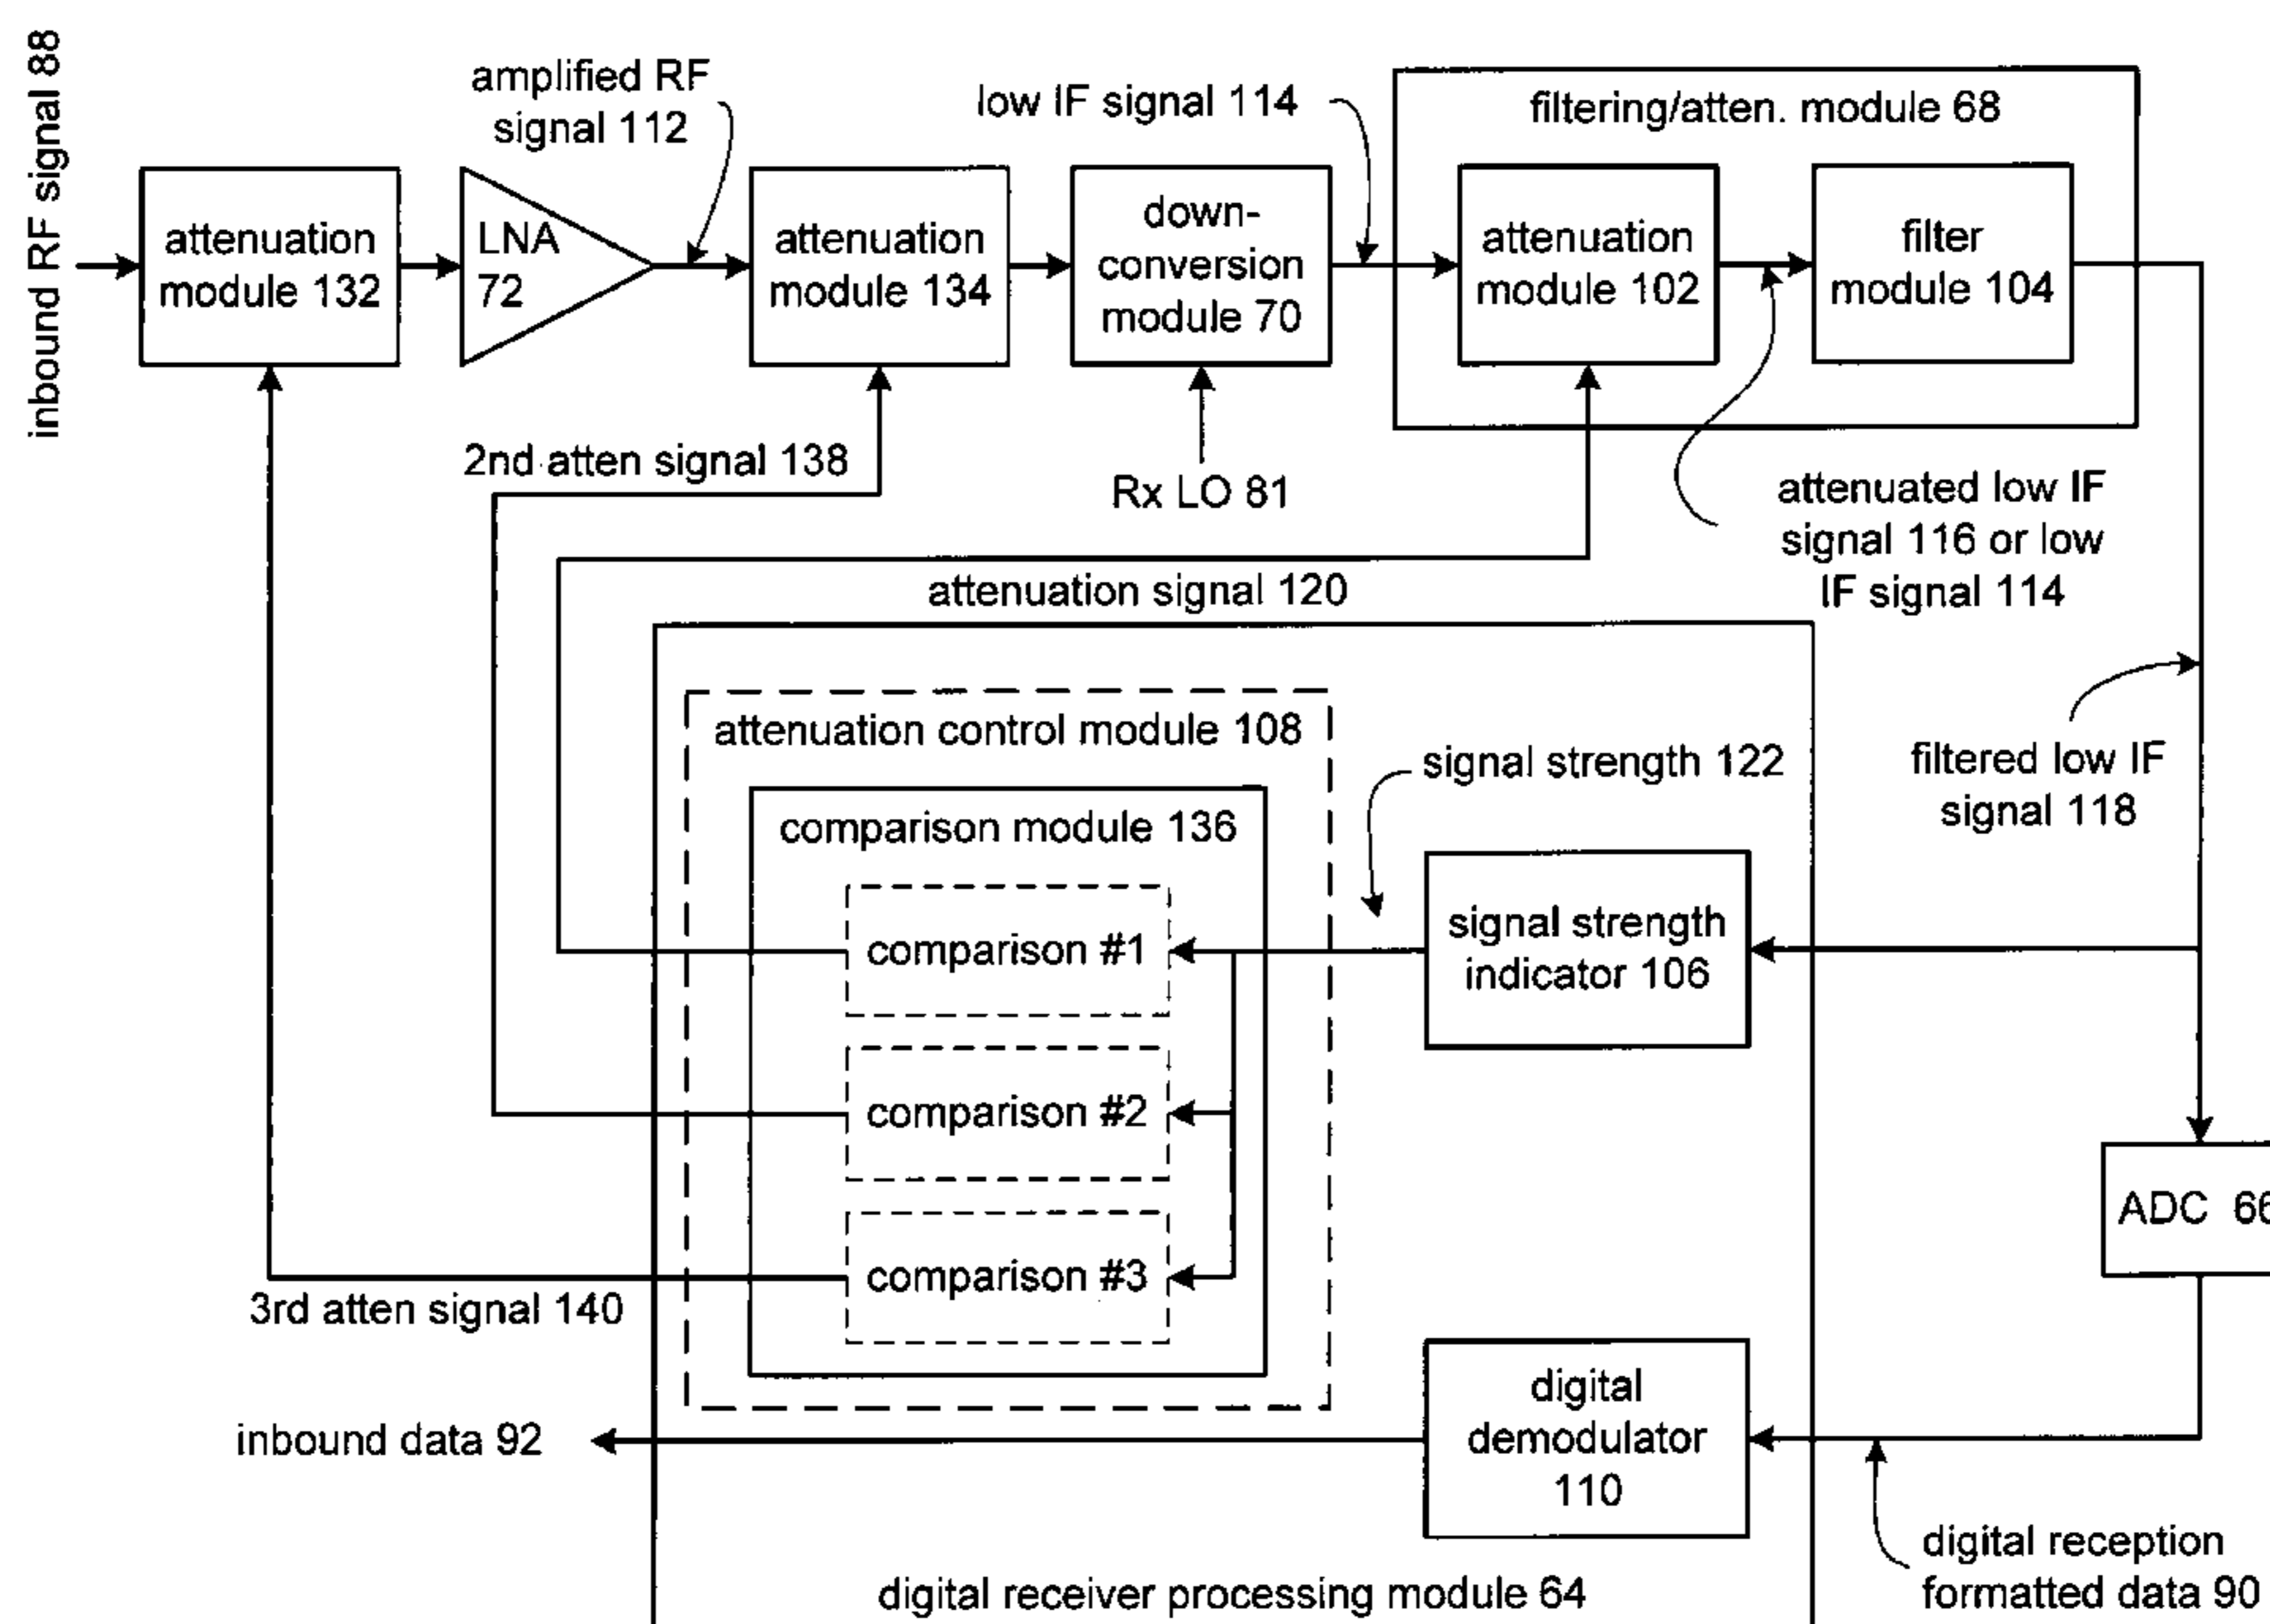 inbound RF signal 88
amplified RF
signal 112
low IF signal 114
filtering/atten. module 68
attenuation
module 132
LNA
72
attenuation
module 134
down-
conversion
module 70
attenuation
module 102
filter
module 104
2nd atten signal 138
Rx LO 81
attenuated low IF
signal 116 or low
IF signal 114
attenuation signal 120
attenuation control module 108
signal strength 122
filtered low IF
signal 118
comparison module 136
comparison #1
signal strength
indicator 106
comparison #2
ADC 66
comparison #3
3rd atten signal 140
digital
demodulator
110
inbound data 92
digital reception
formatted data 90
digital receiver processing module 64